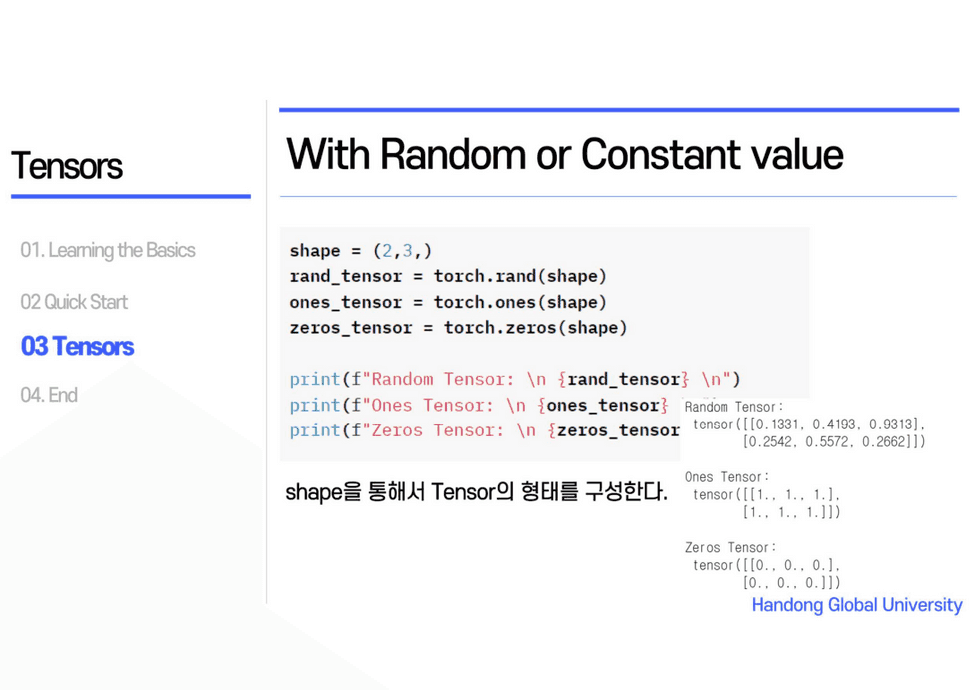 Tensors
01. Learning the Basics
02 Quick Start
03 Tensors
04. End
With Random or Constant value
shape = (2,3,)
rand_tensor = torch.rand(shape)
ones_tensor = torch.ones(shape)
zeros_tensor = torch.zeros(shape)
print(f"Random Tensor: \n {rand_tensor} \n")
print(f"Ones Tensor: \n {ones_tensor}
print(f"Zeros Tensor: \n {zeros_tensor
shape을 통해서 Tensor의 형태를 구성한다.
Random Tensor:
tensor([[0.1331, 0.4193, 0.9313],
[0.2542, 0.5572, 0.2662]])
Ones Tensor:
tensor([[1., 1., 1.],
[1., 1., 1.]])
Zeros Tensor:
tensor([[0., 0., 0.],
[0., 0., 0.]])
Handong Global University